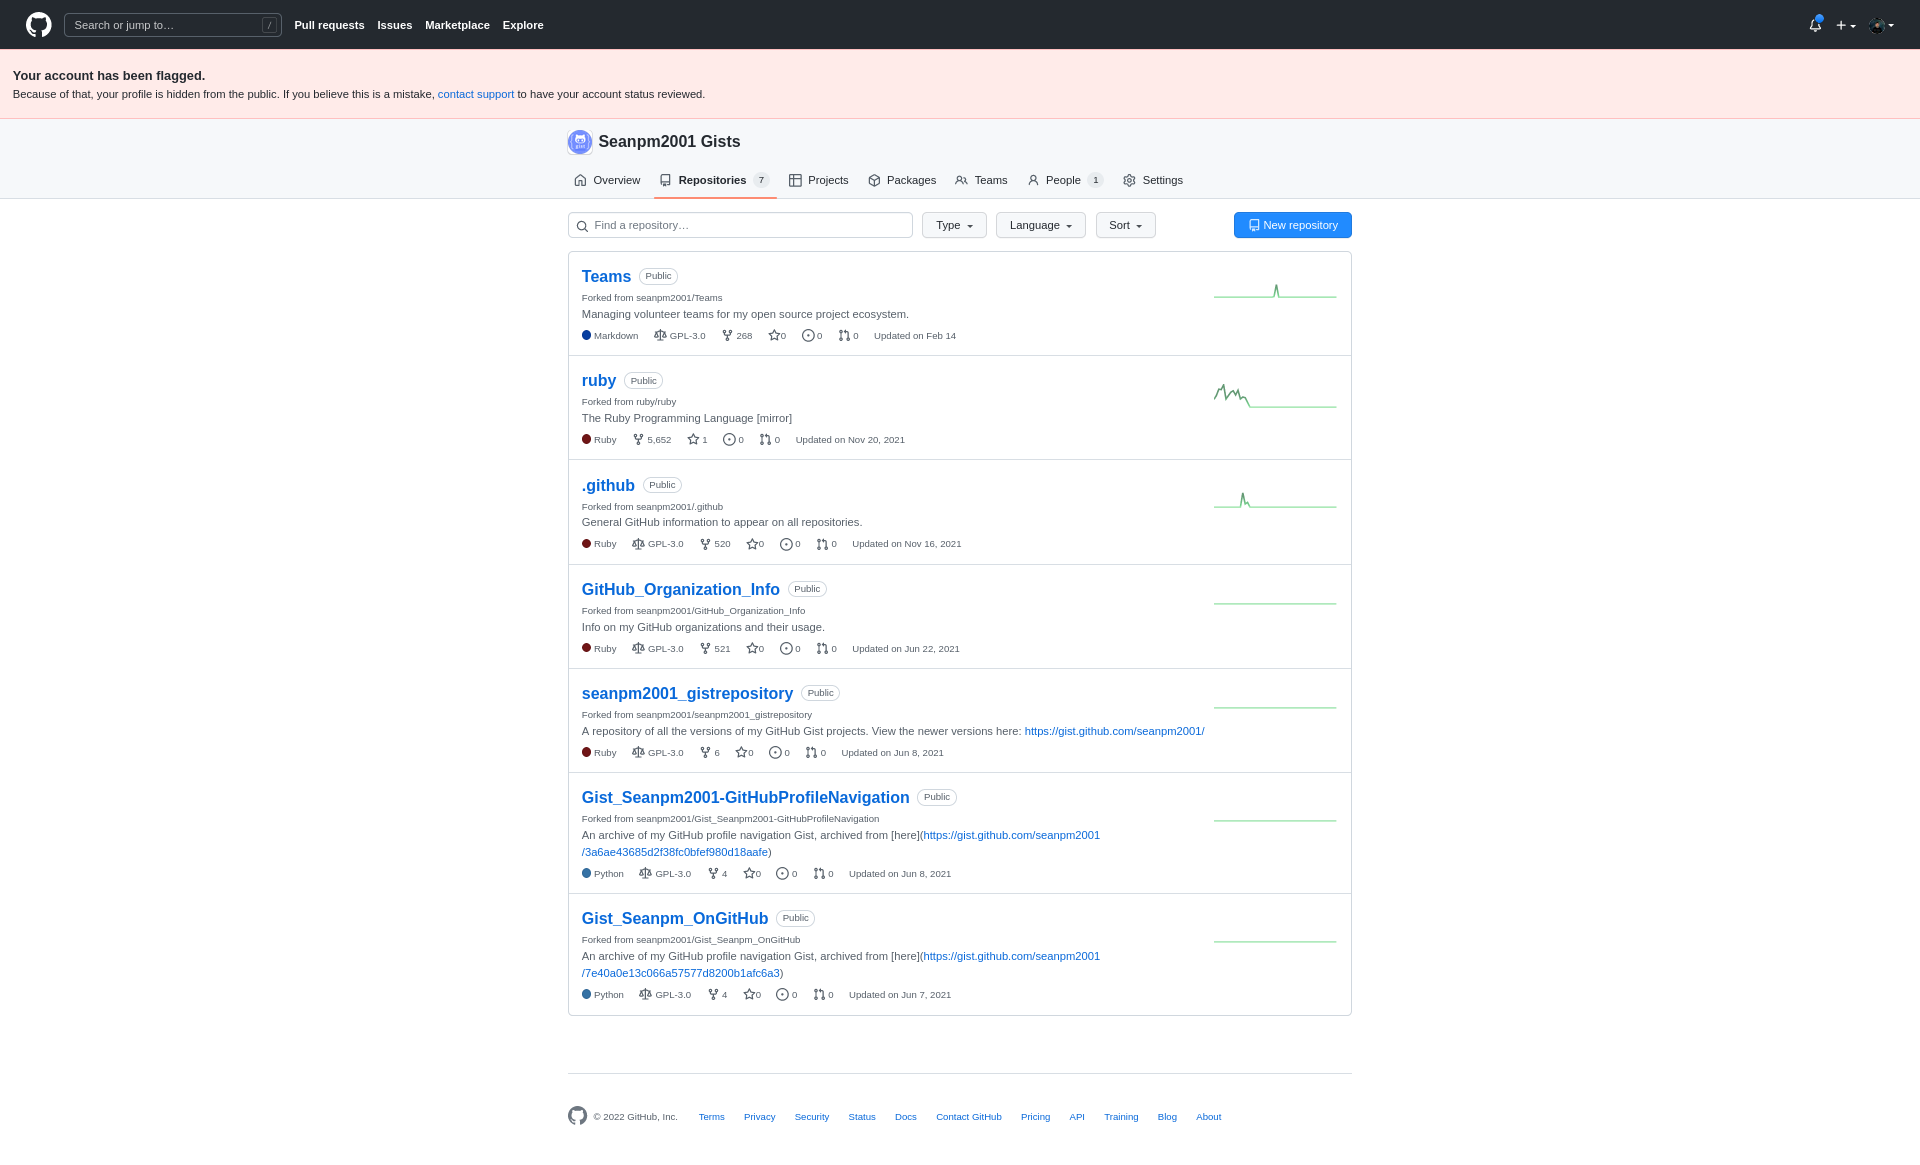 Search or jump to… / Pull requests Issues Marketplace Explore
Your account has been flagged.
Because of that, your profile is hidden from the public. If you believe this is a mistake, contact support to have your account status reviewed.
gist Seanpm2001 Gists
Overview Repositories 7 Projects Packages Teams People 1 Settings
Find a repository… Type Language Sort New repository
Teams Public
Forked from seanpm2001/Teams
Managing volunteer teams for my open source project ecosystem.
Markdown GPL-3.0 268 0 0 0 Updated on Feb 14
ruby Public
Forked from ruby/ruby
The Ruby Programming Language [mirror]
Ruby 5,652 1 0 0 Updated on Nov 20, 2021
.github Public
Forked from seanpm2001/.github
General GitHub information to appear on all repositories.
Ruby GPL-3.0 520 0 0 0 Updated on Nov 16, 2021
GitHub_Organization_Info Public
Forked from seanpm2001/GitHub_Organization_Info
Info on my GitHub organizations and their usage.
Ruby GPL-3.0 521 0 0 0 Updated on Jun 22, 2021
seanpm2001_gistrepository Public
Forked from seanpm2001/seanpm2001_gistrepository
A repository of all the versions of my GitHub Gist projects. View the newer versions here: https://gist.github.com/seanpm2001/
Ruby GPL-3.0 6 0 0 0 Updated on Jun 8, 2021
Gist_Seanpm2001-GitHubProfileNavigation Public
Forked from seanpm2001/Gist_Seanpm2001-GitHubProfileNavigation
An archive of my GitHub profile navigation Gist, archived from [here](https://gist.github.com/seanpm2001
/3a6ae43685d2f38fc0bfef980d18aafe)
Python GPL-3.0 4 0 0 0 Updated on Jun 8, 2021
Gist_Seanpm_OnGitHub Public
Forked from seanpm2001/Gist_Seanpm_OnGitHub
An archive of my GitHub profile navigation Gist, archived from [here](https://gist.github.com/seanpm2001
/7e40a0e13c066a57577d8200b1afc6a3)
Python GPL-3.0 4 0 0 0 Updated on Jun 7, 2021
© 2022 GitHub, Inc. Terms Privacy Security Status Docs Contact GitHub Pricing API Training Blog About